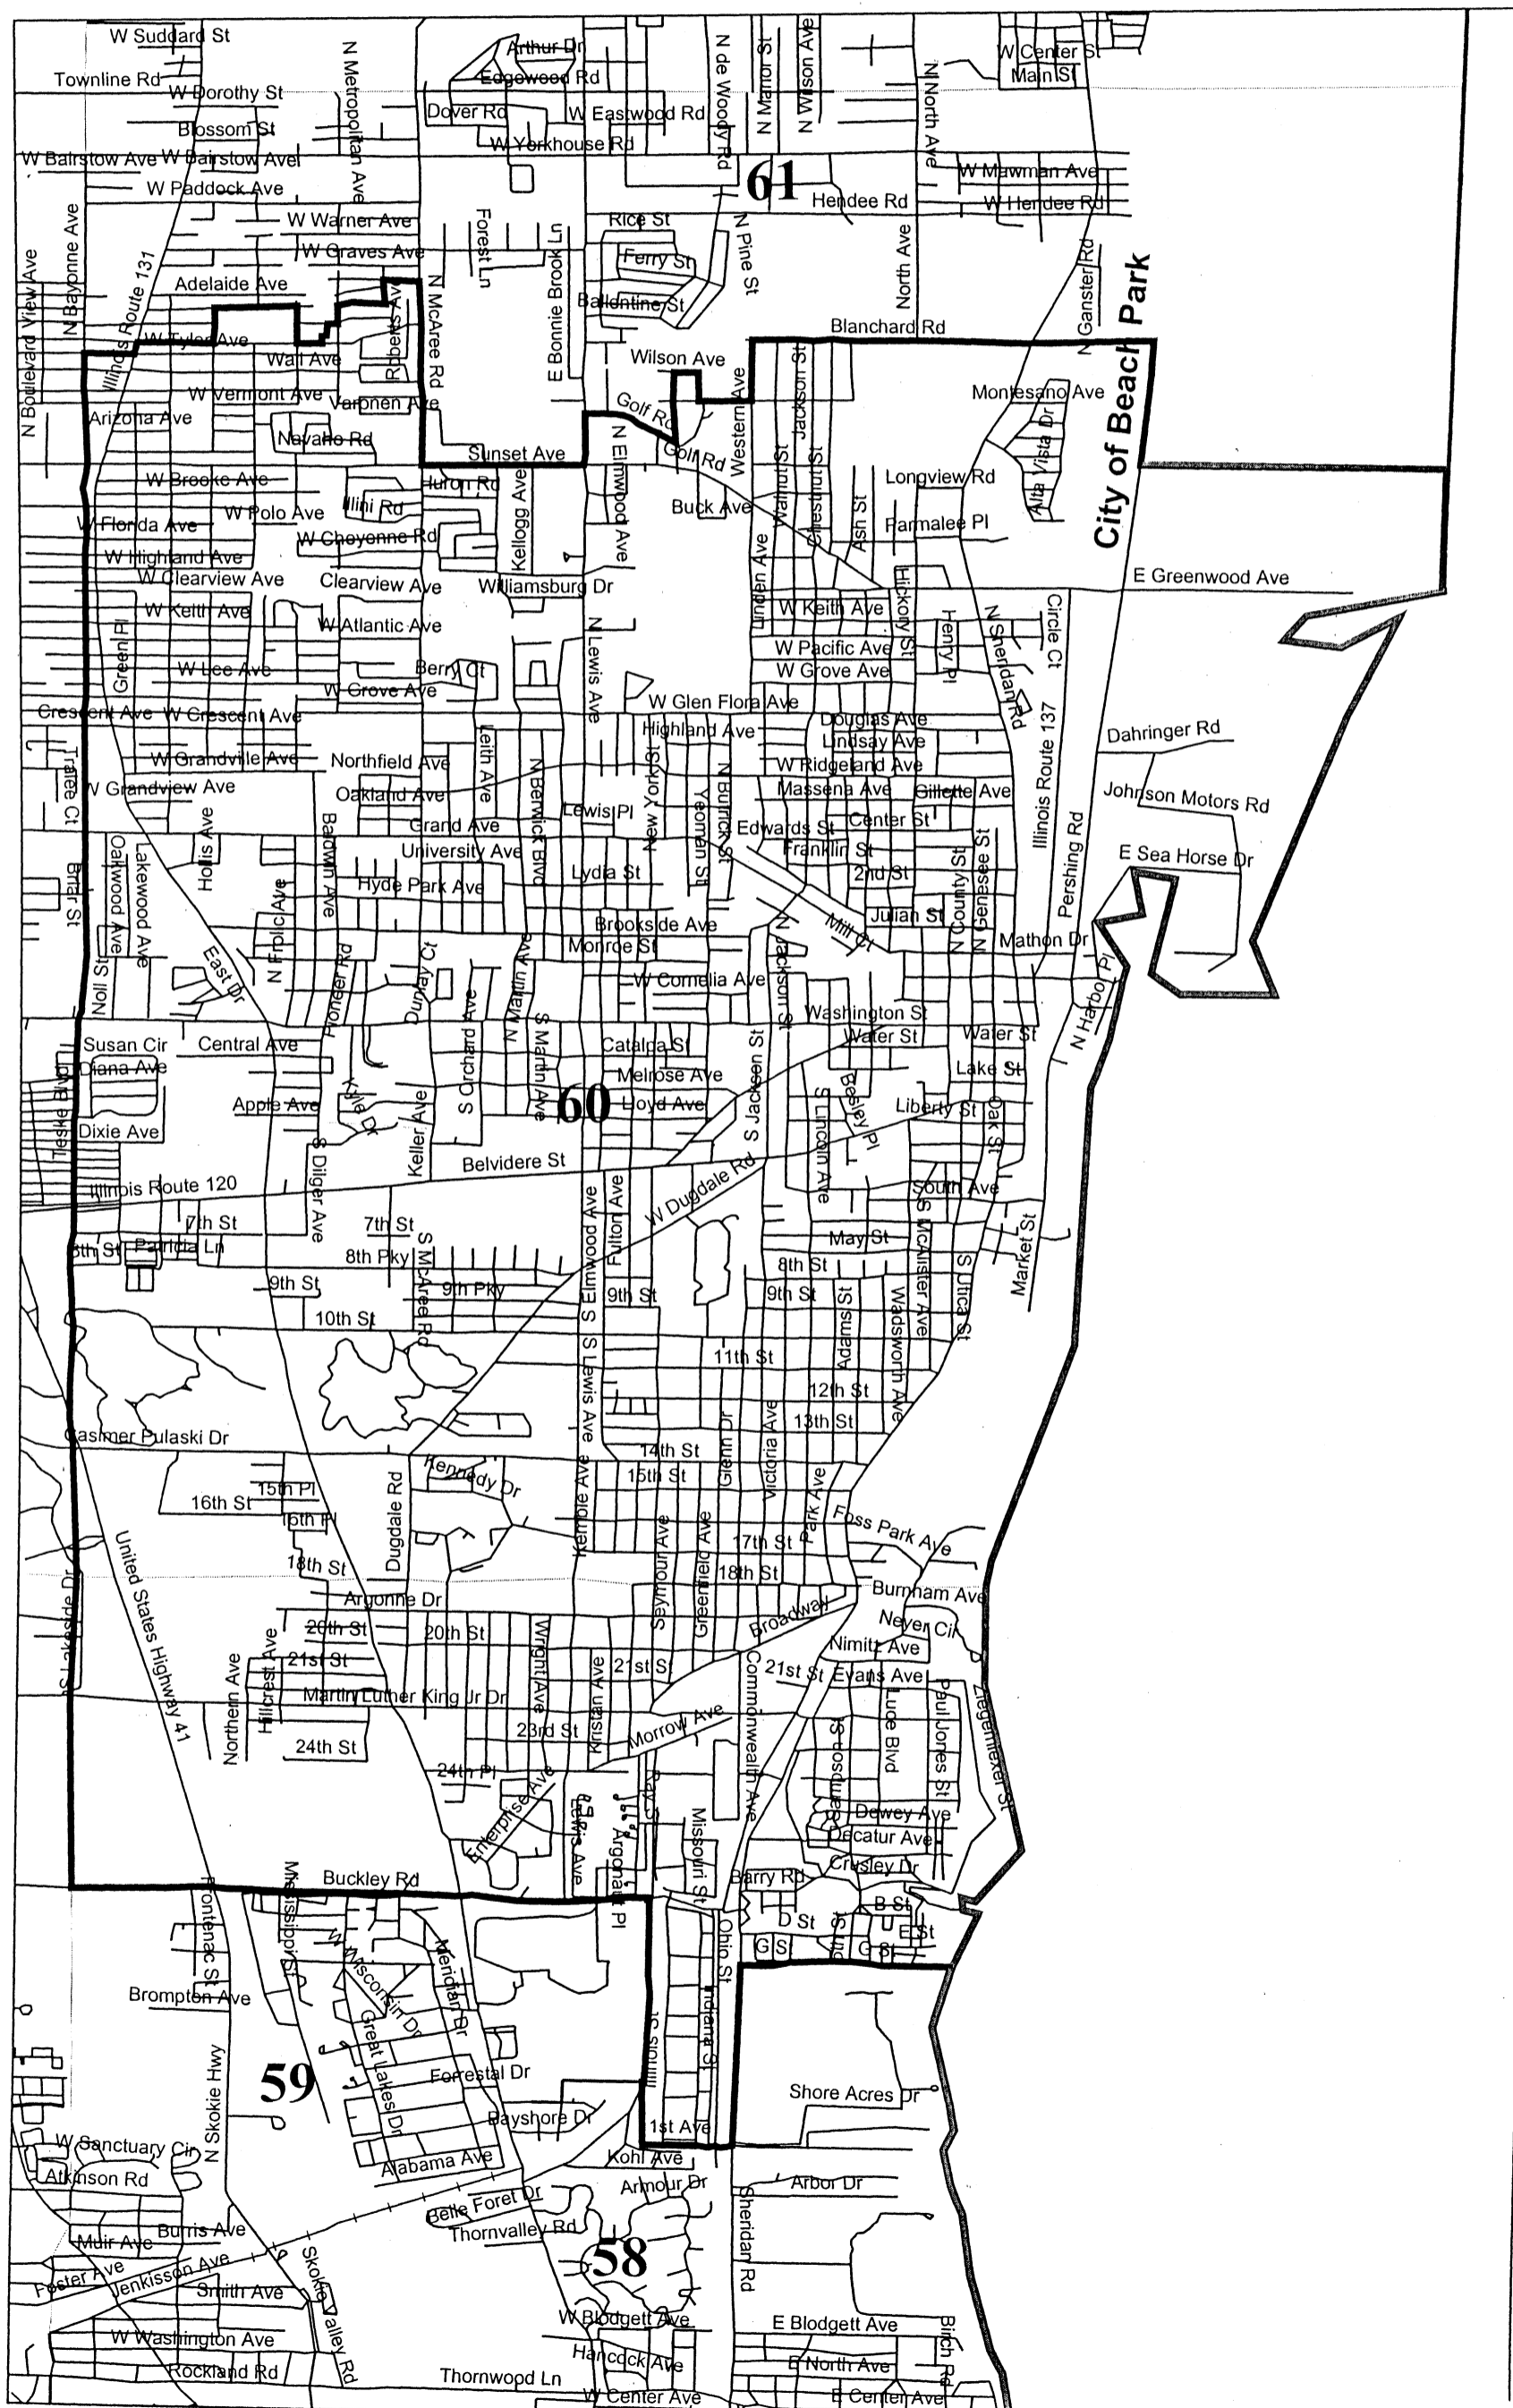 W Suddard St
Arthur Dr
N Metropolitan Ave
N de Woody Rd
N Manor St
N Wilson Ave
W Center St
Main St
N North Ave
Townline Rd
Edgewood Rd
W Dorothy St
Dover Rd
W Eastwood Rd
Blossom St
W Yorkhouse Rd
W Bairstow Ave
W Bairstow Ave
61
W Mawman Ave
W Paddock Ave
Hendee Rd
W Hendee Rd
W Warner Ave
Rice St
N Pine St
Forest Ln
E Bonnie Brook Ln
W Graves Ave
Ferry St
North Ave
N Ganster Rd
City of Beach Park
N Boulevard View Ave
N Bayonne Ave
Illinois Route 131
Adelaide Ave
N McAree Rd
Ballentine St
Blanchard Rd
W Tyler Ave
Roberts Ave
Wall Ave
Wilson Ave
Jackson St
W Vermont Ave
Varonen Ave
Western Ave
Montesano Ave
Arizona Ave
Golf Rd
Navaho Rd
Sunset Ave
N Elmwood Ave
Golf Rd
Walnut St
Chestnut St
Alta Vista Dr
Longview Rd
W Brooke Ave
Huron Rd
Kellogg Ave
Illini Rd
Buck Ave
Ash St
W Polo Ave
W Florida Ave
Parmalee Pl
W Cheyenne Rd
W Highland Ave
W Clearview Ave
Clearview Ave
Williamsburg Dr
Linden Ave
Hickory St
E Greenwood Ave
W Keith Ave
W Keith Ave
Green Pl
W Atlantic Ave
N Lewis Ave
Henry Pl
N Sheridan Rd
Circle Ct
W Pacific Ave
W Lee Ave
Berry Ct
W Grove Ave
W Grove Ave
W Glen Flora Ave
Crescent Ave
W Crescent Ave
Highland Ave
Douglas Ave
Lindsay Ave
Illinois Route 137
Dahringer Rd
Tralee Ct
W Grandville Ave
Northfield Ave
Leith Ave
N Berwick Blvd
New York St
N Butrick St
W Ridgeland Ave
W Grandview Ave
Oakland Ave
Massena Ave
Gillette Ave
Johnson Motors Rd
Lewis Pl
Yeoman St
Hollis Ave
Baldwin Ave
Grand Ave
Edwards St
Center St
University Ave
Franklin St
Pershing Rd
E Sea Horse Dr
Briar St
Oakwood Ave
Lakewood Ave
Hyde Park Ave
Lydia St
2nd St
Brookside Ave
Mill Ct
Julian St
N County St
N Genesee St
Mathon Dr
Monroe St
Noll St
East Dr
Pioneer Rd
Dunlay Ct
N Martin Ave
W Cornelia Ave
N Jackson St
N Harbor Pl
S Orchard Ave
Washington St
Susan Cir
Central Ave
S Martin Ave
Catalpa St
Water St
Water St
Diana Ave
Melrose Ave
S Jackson St
Lake St
Teske Blvd
Apple Ave
Kyle Dr
60
Lloyd Ave
S Lincoln Ave
Besley Pl
Liberty St
Oak St
Dixie Ave
Keller Ave
S Dilger Ave
Belvidere St
W Dugdale Rd
Illinois Route 120
South Ave
S Elmwood Ave
Fulton Ave
7th St
7th St
May St
S McAlister Ave
S Utica St
Market St
8th St
Patricia Ln
8th Pky
S McAree Rd
8th St
9th St
9th Pky
9th St
9th St
Adams St
Wadsworth Ave
10th St
S Lewis Ave
11th St
12th St
13th St
Casimer Pulaski Dr
14th St
Glenn Dr
Victoria Ave
Kennedy Dr
15th St
15th Pl
16th St
16th Pl
Dugdale Rd
Kemble Ave
Park Ave
Foss Park Ave
United States Highway 41
Seymour Ave
Greenfield Ave
17th St
18th St
18th St
Burnham Ave
S Lakeside Dr
Argonne Dr
Broadway
Neyer Cir
20th St
20th St
Wright Ave
Nimitz Ave
Northern Ave
Hillcrest Ave
21st St
21st St
21st St
Evans Ave
Kristan Ave
Commonwealth Ave
Martin Luther King Jr Dr
Luce Blvd
Paul Jones St
Ziegemeier St
23rd St
Morrow Ave
Sampson St
24th St
24th Pl
Enterprise Ave
Lewis Ave
Argonaut Pl
Ray St
Missouri St
Dewey Ave
Decatur Ave
Crusley Dr
Buckley Rd
Barry Rd
Frontenac St
Mississippi St
B St
D St
E St
G St
G St
W Wisconsin Dr
Meridian Dr
Ohio St
Brompton Ave
Great Lakes Dr
Illinois St
Indiana St
59
N Skokie Hwy
Forrestal Dr
Shore Acres Dr
Bayshore Dr
1st Ave
W Sanctuary Cir
Kohl Ave
Atkinson Rd
Alabama Ave
Armour Dr
Arbor Dr
Belle Foret Dr
Sheridan Rd
Burris Ave
Thornvalley Rd
Muir Ave
58
Foster Ave
Jenkisson Ave
Smith Ave
Skokie Valley Rd
W Blodgett Ave
E Blodgett Ave
Birch Rd
W Washington Ave
Hancock Ave
E North Ave
Rockland Rd
Thornwood Ln
W Center Ave
E Center Ave